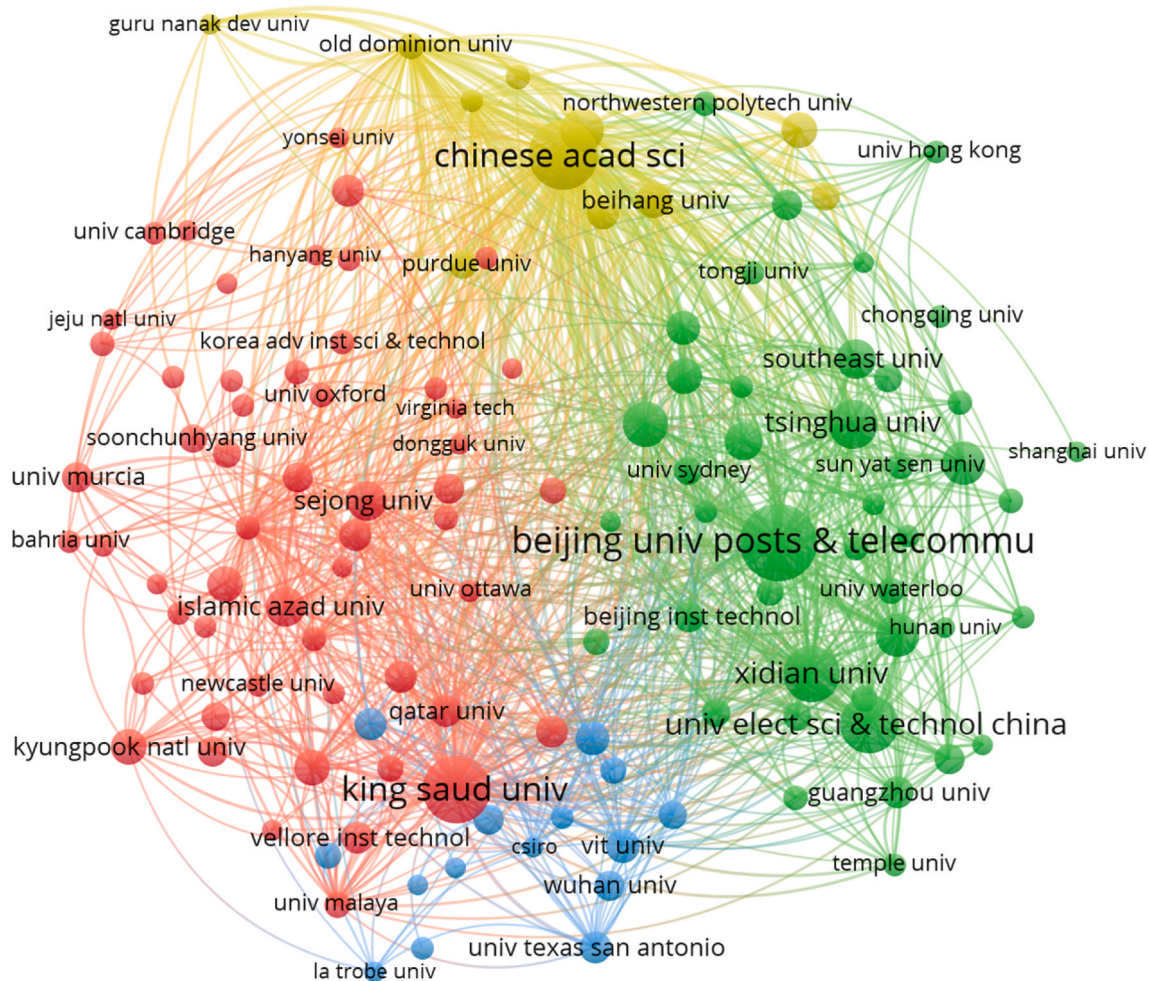 guru nanak dev univ
old dominion univ
northwestern polytech univ
yonsei univ
chinese acad sci
univ hong kong
beihang univ
univ cambridge
hanyang univ
purdue univ
tongji univ
jeju natl univ
chongqing univ
korea adv inst sci & technol
southeast univ
univ oxford
virginia tech
tsinghua univ
soonchunhyang univ
dongguk univ
shanghai univ
univ murcia
univ sydney
sun yat sen univ
sejong univ
bahria univ
beijing univ posts & telecommu
univ ottawa
univ waterloo
islamic azad univ
beijing inst technol
hunan univ
newcastle univ
xidian univ
qatar univ
univ elect sci & technol china
kyungpook natl univ
king saud univ
guangzhou univ
vellore inst technol
csiro
vit univ
temple univ
wuhan univ
univ malaya
univ texas san antonio
la trobe univ